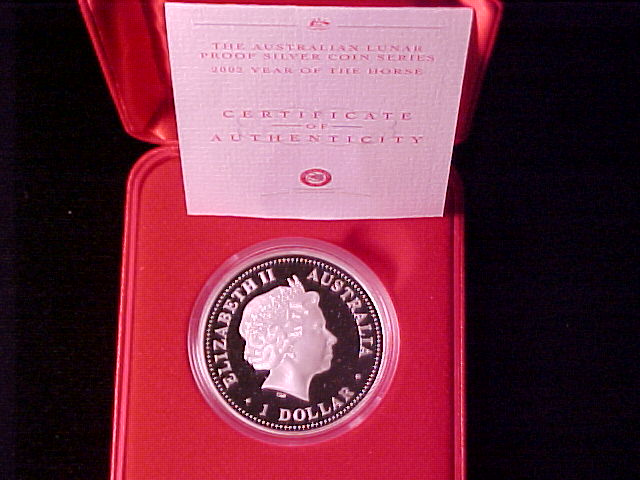 THE AUSTRALIAN LUNAR
PROOF SILVER COIN SERIES
2002 YEAR OF THE HORSE
CERTIFICATE
OF
AUTHENTICITY
ELIZABETH II
AUSTRALIA
1 DOLLAR